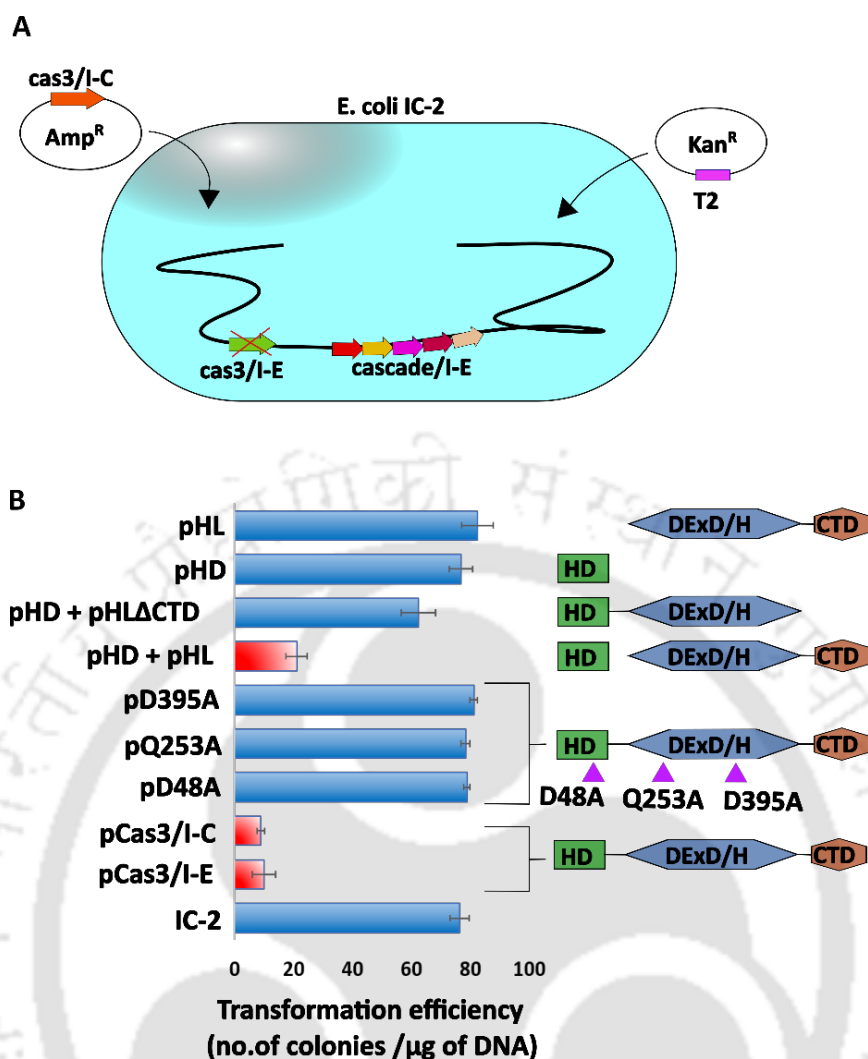 A
cas3/I-C
Amp^R
E. coli IC-2
Kan^R
T2
cas3/I-E
cascade/I-E
B
pHL
DExD/H
CTD
pHD
HD
pHD + pHLΔCTD
HD
DExD/H
pHD + pHL
HD
DExD/H
CTD
pD395A
pQ253A
HD
DExD/H
CTD
pD48A
D48A
Q253A
D395A
pCas3/I-C
HD
DExD/H
CTD
pCas3/I-E
IC-2
0 20 40 60 80 100
Transformation efficiency
(no.of colonies /μg of DNA)